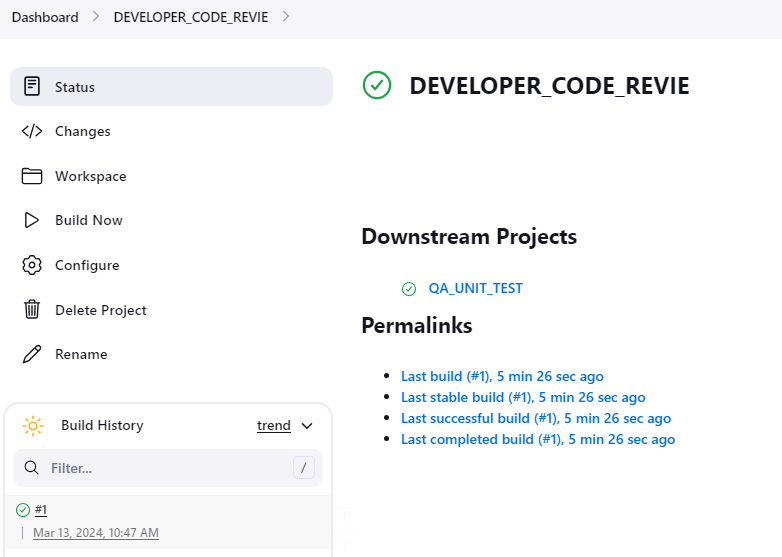 Dashboard > DEVELOPER_CODE_REVIE >
Status
Changes
Workspace
Build Now
Configure
Delete Project
Rename
Build History trend
Filter... /
#1
Mar 13, 2024, 10:47 AM
DEVELOPER_CODE_REVIE
Downstream Projects
QA_UNIT_TEST
Permalinks
Last build (#1), 5 min 26 sec ago
Last stable build (#1), 5 min 26 sec ago
Last successful build (#1), 5 min 26 sec ago
Last completed build (#1), 5 min 26 sec ago